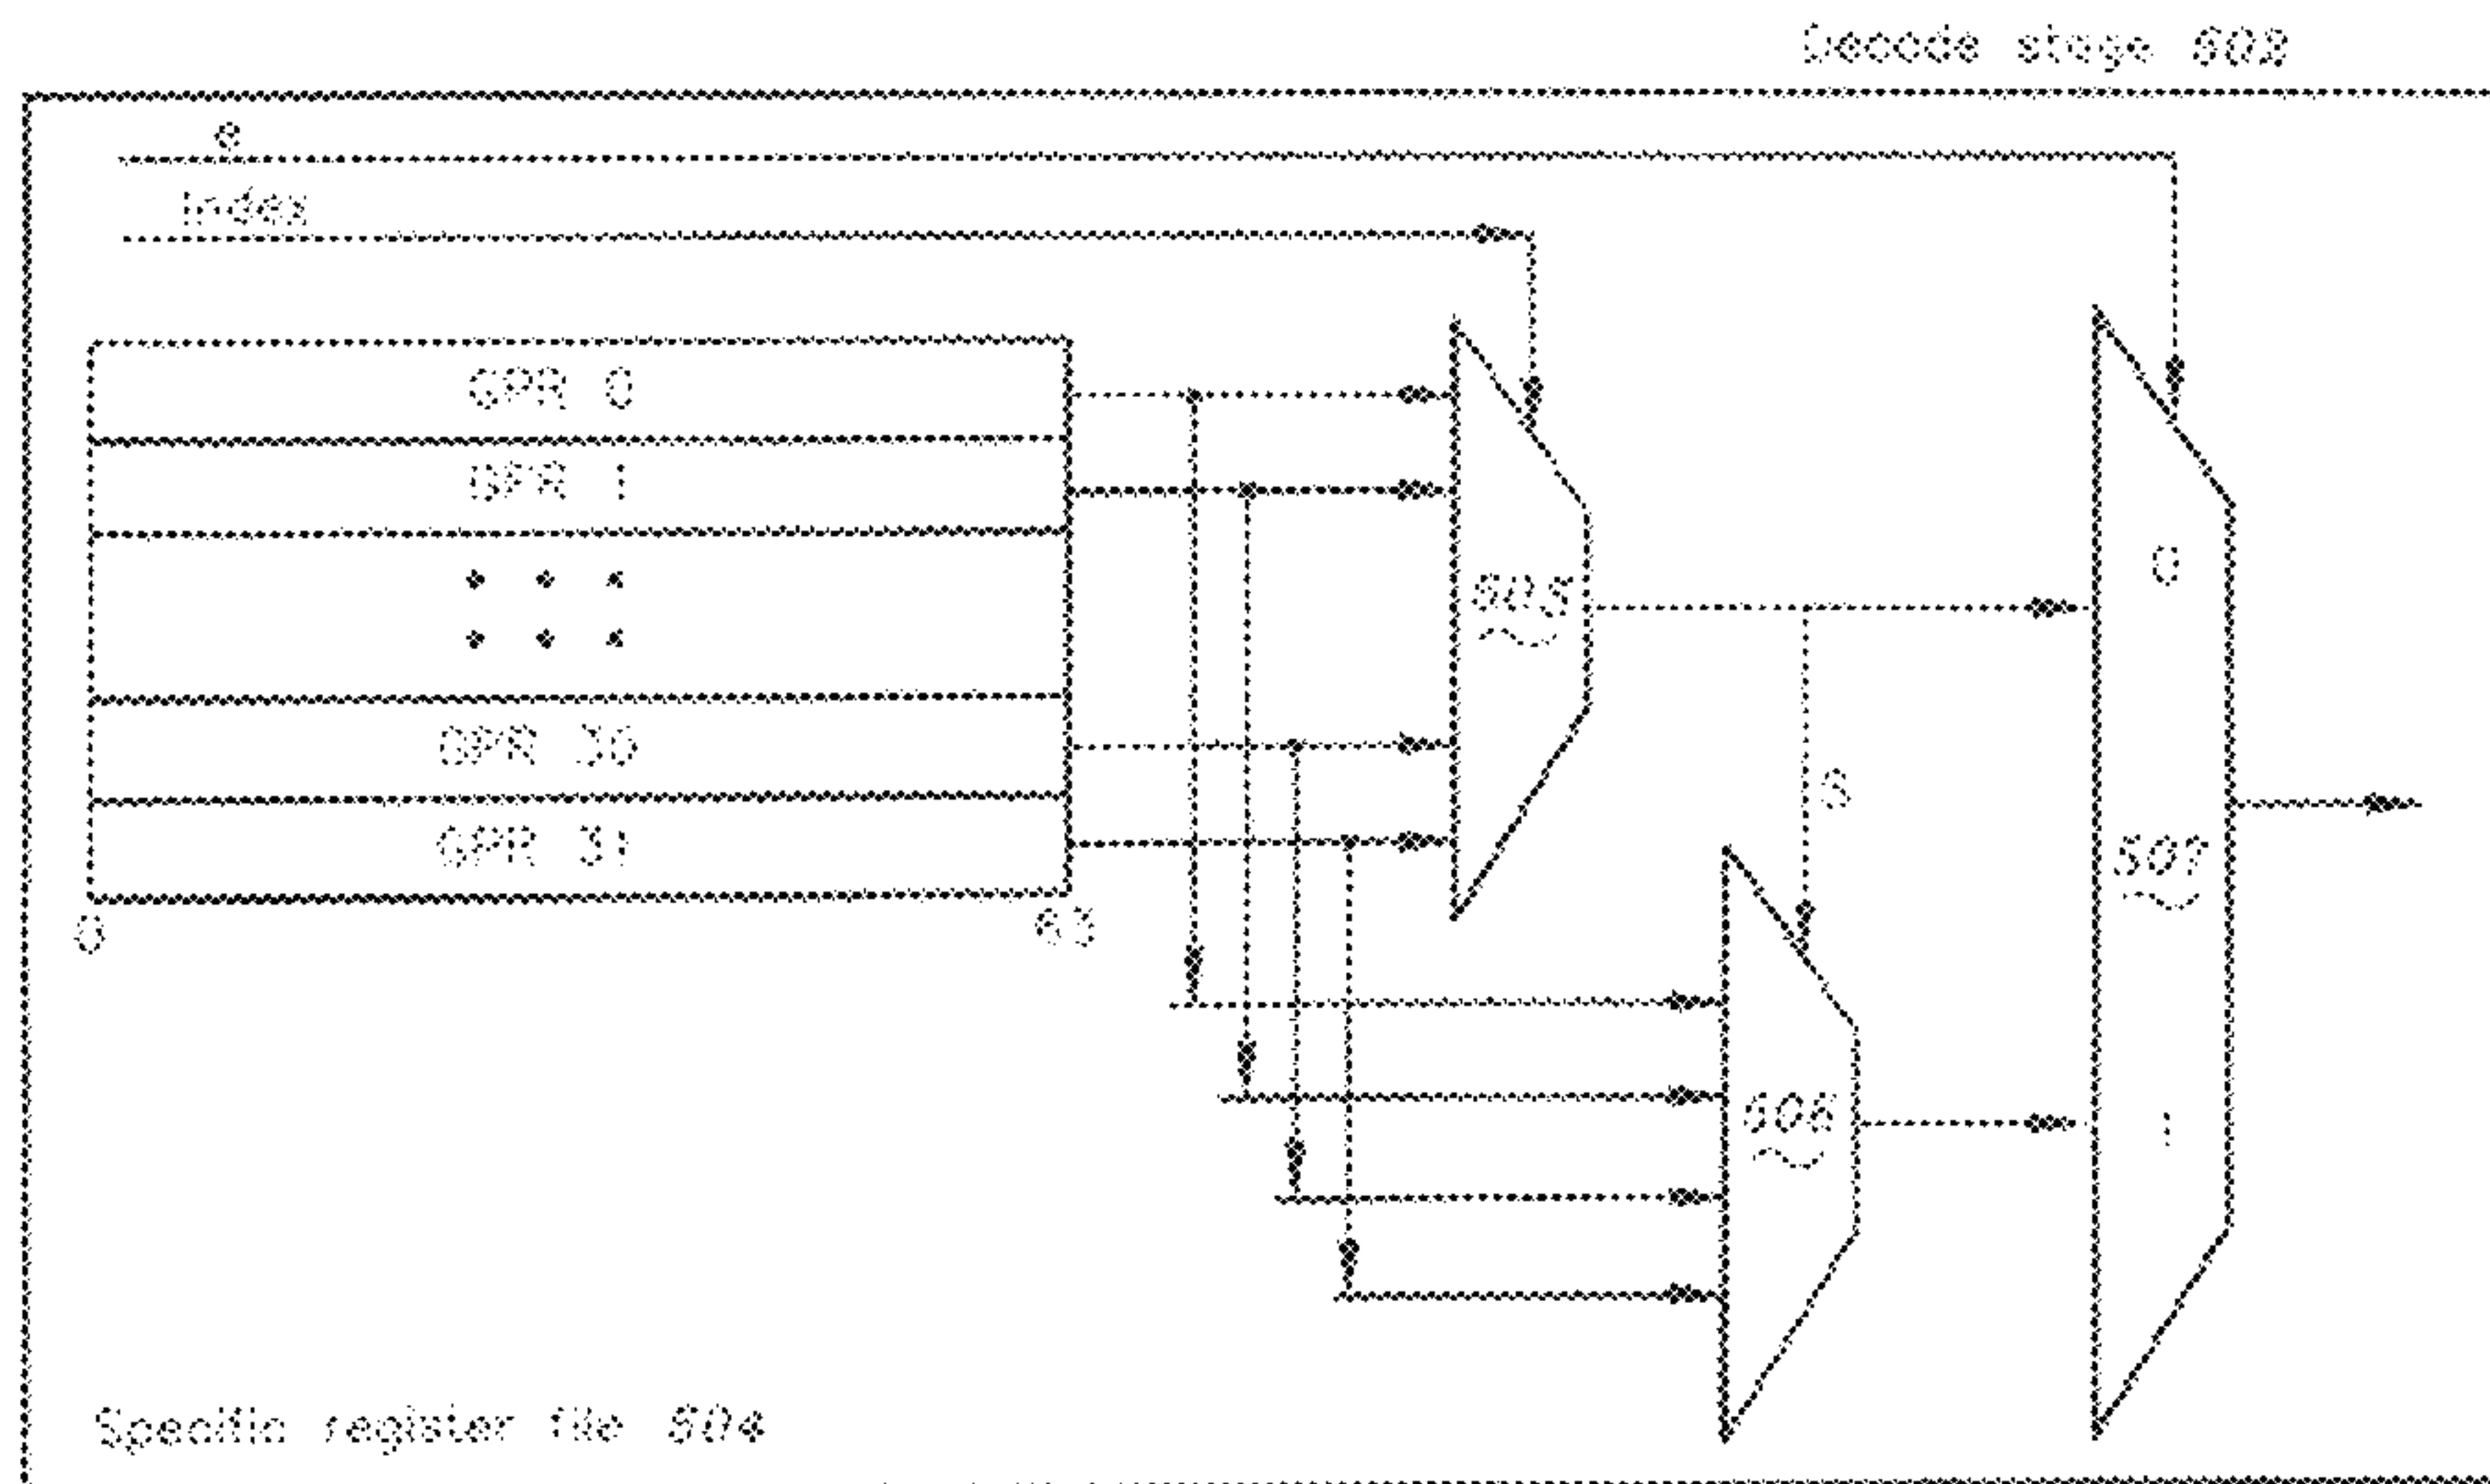 Decode stage 502
Index
GPR 0
GPR 1
GPR 30
GPR 31
0
63
505
0
507
506
1
Specific register file 504